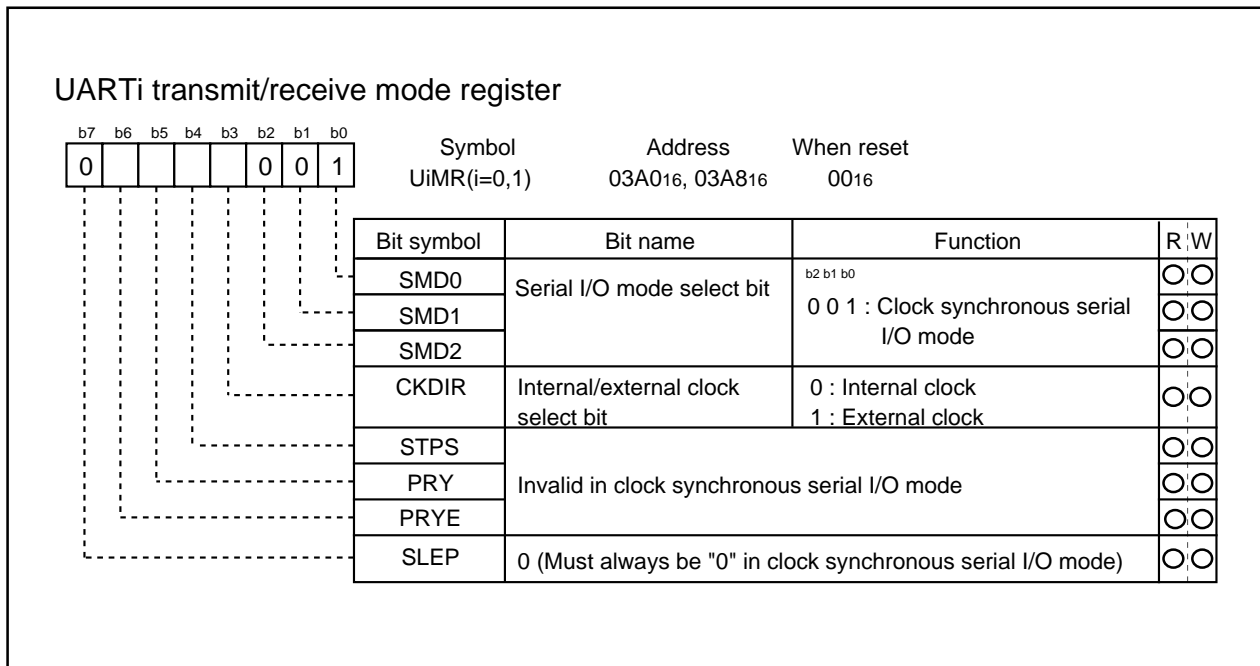 UARTi transmit/receive mode register
b7 b6 b5 b4 b3 b2 b1 b0
0 0 0 1
Symbol Address When reset
UiMR(i=0,1) 03A016, 03A816 0016
Bit symbol Bit name Function R W
SMD0 Serial I/O mode select bit b2 b1 b0
SMD1 0 0 1 : Clock synchronous serial
SMD2 I/O mode
CKDIR Internal/external clock 0 : Internal clock
select bit 1 : External clock
STPS
PRY Invalid in clock synchronous serial I/O mode
PRYE
SLEP 0 (Must always be "0" in clock synchronous serial I/O mode)